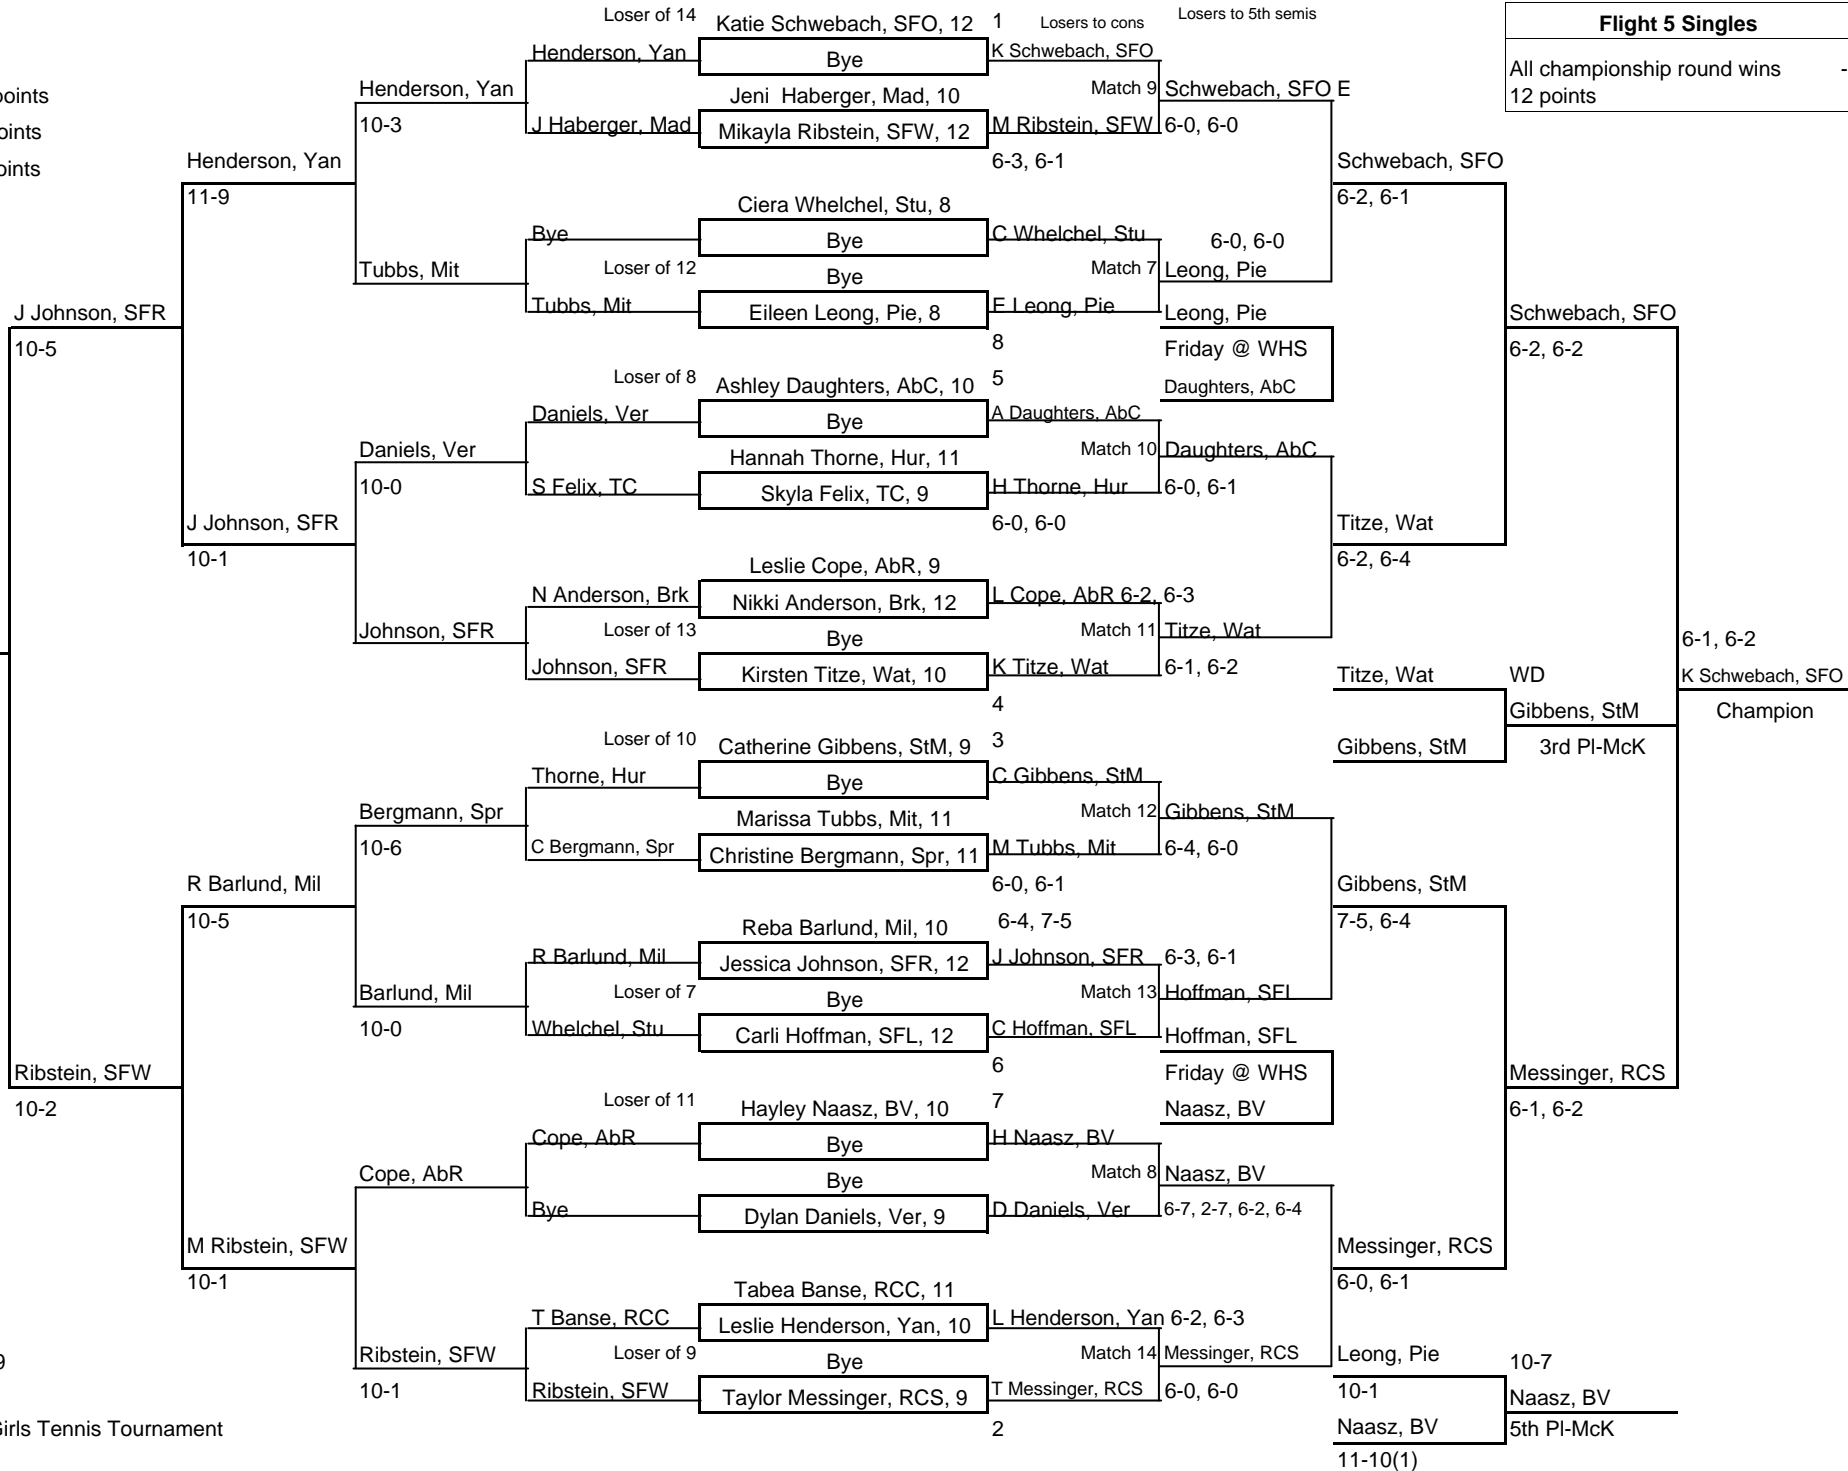 Loser of 14
Katie Schwebach, SFO, 12
1
Losers to cons
Losers to 5th semis
Flight 5 Singles
Henderson, Yan
Bye
K Schwebach, SFO
All championship round wins -
12 points
points
Henderson, Yan
Jeni Haberger, Mad, 10
Match 9
Schwebach, SFO E
10-3
J Haberger, Mad
Mikayla Ribstein, SFW, 12
M Ribstein, SFW
6-0, 6-0
oints
oints
Henderson, Yan
6-3, 6-1
Schwebach, SFO
11-9
6-2, 6-1
Ciera Whelchel, Stu, 8
Bye
Bye
C Whelchel, Stu
6-0, 6-0
Tubbs, Mit
Loser of 12
Bye
Match 7
Leong, Pie
Tubbs, Mit
Eileen Leong, Pie, 8
E Leong, Pie
Leong, Pie
J Johnson, SFR
Schwebach, SFO
10-5
8
Friday @ WHS
6-2, 6-2
Loser of 8
Ashley Daughters, AbC, 10
5
Daughters, AbC
Daniels, Ver
Bye
A Daughters, AbC
Daniels, Ver
Hannah Thorne, Hur, 11
Match 10
Daughters, AbC
10-0
S Felix, TC
Skyla Felix, TC, 9
H Thorne, Hur
6-0, 6-1
J Johnson, SFR
6-0, 6-0
Titze, Wat
10-1
6-2, 6-4
Leslie Cope, AbR, 9
N Anderson, Brk
Nikki Anderson, Brk, 12
L Cope, AbR 6-2, 6-3
Johnson, SFR
Loser of 13
Bye
Match 11
Titze, Wat
6-1, 6-2
Johnson, SFR
Kirsten Titze, Wat, 10
K Titze, Wat
6-1, 6-2
Titze, Wat
WD
K Schwebach, SFO
4
Gibbens, StM
Champion
Loser of 10
Catherine Gibbens, StM, 9
3
Gibbens, StM
3rd Pl-McK
Thorne, Hur
Bye
C Gibbens, StM
Bergmann, Spr
Marissa Tubbs, Mit, 11
Match 12
Gibbens, StM
10-6
C Bergmann, Spr
Christine Bergmann, Spr, 11
M Tubbs, Mit
6-4, 6-0
R Barlund, Mil
6-0, 6-1
Gibbens, StM
10-5
6-4, 7-5
7-5, 6-4
Reba Barlund, Mil, 10
R Barlund, Mil
Jessica Johnson, SFR, 12
J Johnson, SFR
6-3, 6-1
Barlund, Mil
Loser of 7
Bye
Match 13
Hoffman, SFL
10-0
Whelchel, Stu
Carli Hoffman, SFL, 12
C Hoffman, SFL
Hoffman, SFL
Ribstein, SFW
6
Friday @ WHS
Messinger, RCS
10-2
Loser of 11
Hayley Naasz, BV, 10
7
Naasz, BV
6-1, 6-2
Cope, AbR
Bye
H Naasz, BV
Cope, AbR
Bye
Match 8
Naasz, BV
Bye
Dylan Daniels, Ver, 9
D Daniels, Ver
6-7, 2-7, 6-2, 6-4
M Ribstein, SFW
Messinger, RCS
10-1
6-0, 6-1
Tabea Banse, RCC, 11
T Banse, RCC
Leslie Henderson, Yan, 10
L Henderson, Yan 6-2, 6-3
Ribstein, SFW
Loser of 9
Bye
Match 14
Messinger, RCS
Leong, Pie
10-7
9
10-1
Ribstein, SFW
Taylor Messinger, RCS, 9
T Messinger, RCS
6-0, 6-0
10-1
Naasz, BV
Girls Tennis Tournament
2
Naasz, BV
5th Pl-McK
11-10(1)